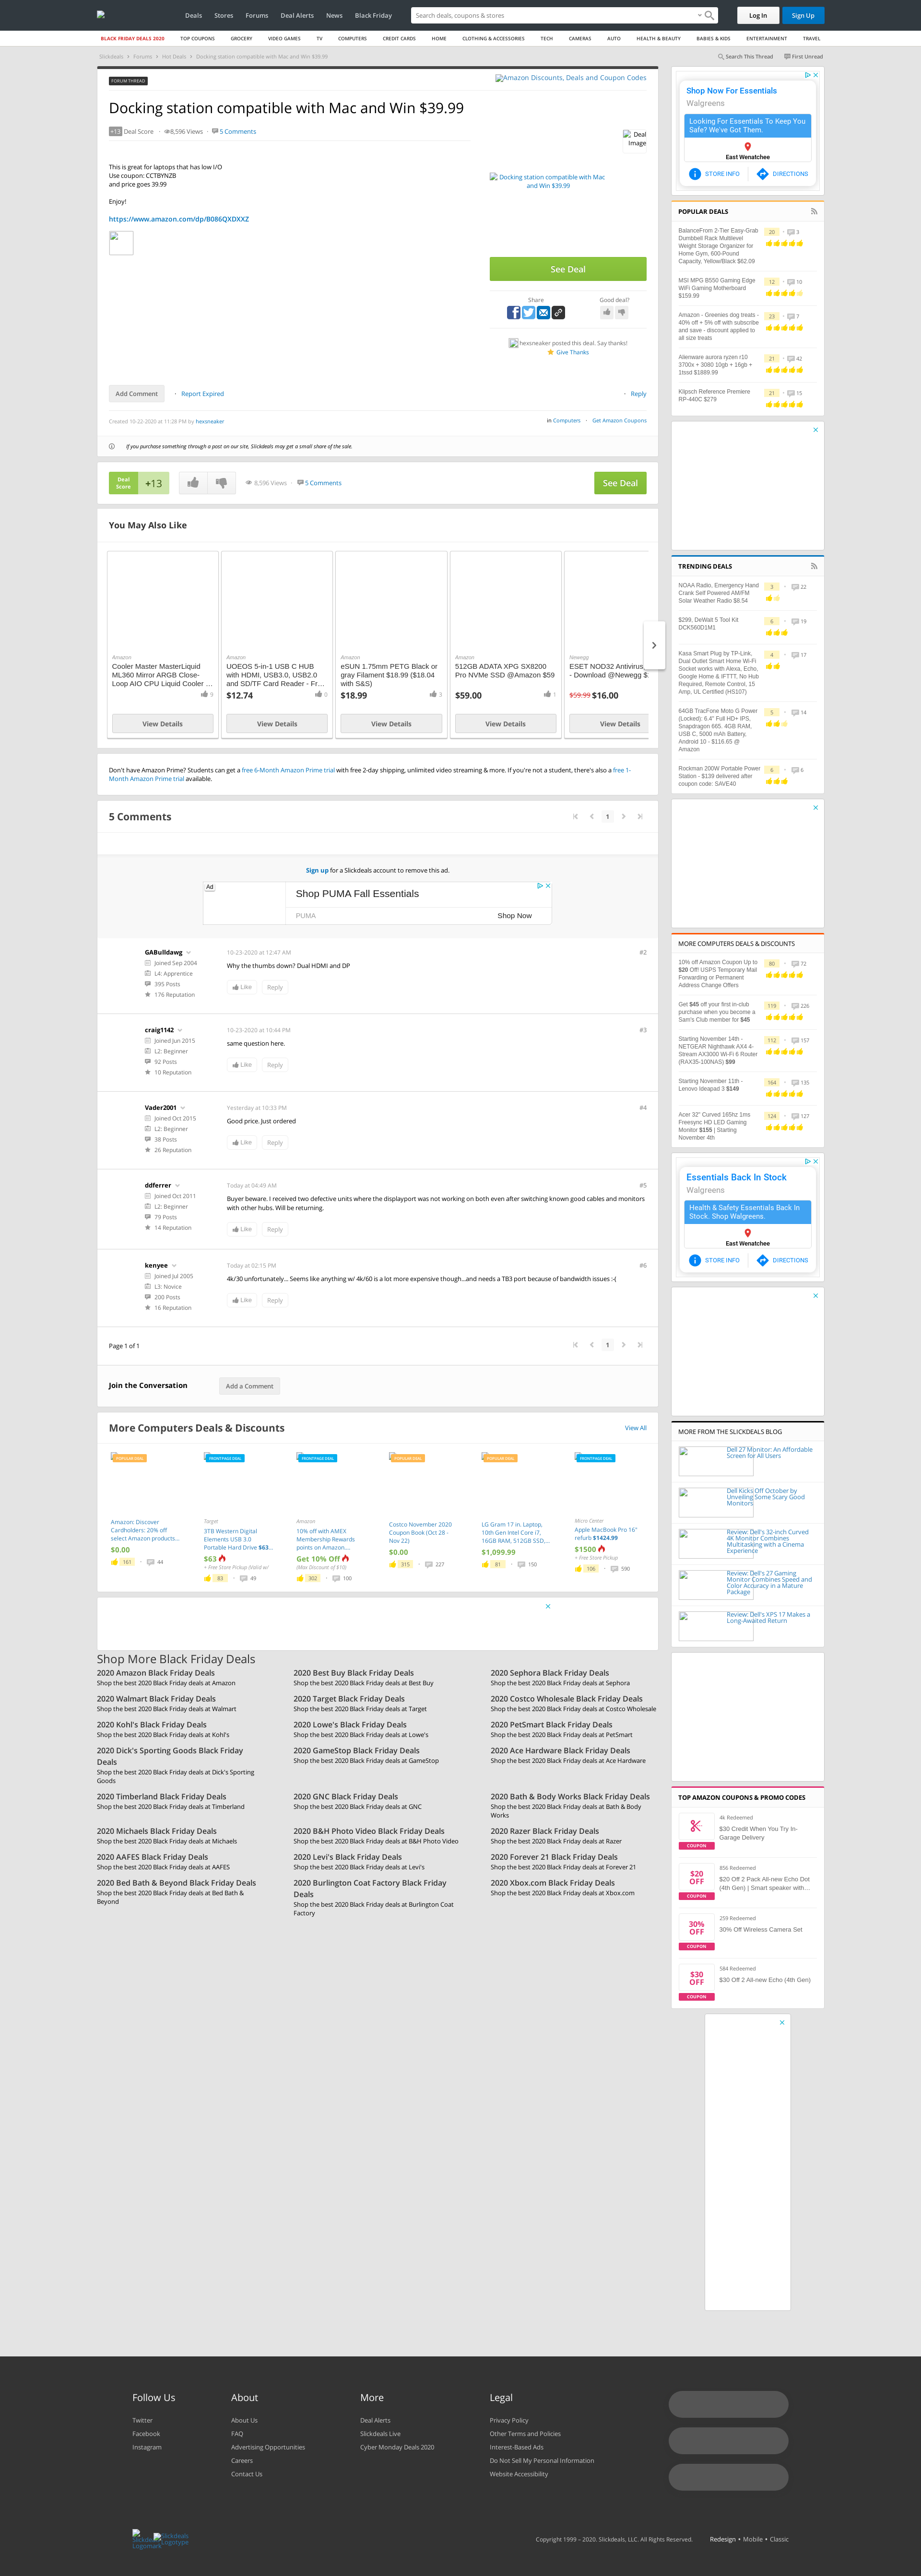 Deals Stores Forums Deal Alerts News Black Friday
Search deals, coupons & stores
Log In Sign Up
BLACK FRIDAY DEALS 2020 TOP COUPONS GROCERY VIDEO GAMES TV COMPUTERS CREDIT CARDS HOME CLOTHING & ACCESSORIES TECH CAMERAS AUTO HEALTH & BEAUTY BABIES & KIDS ENTERTAINMENT TRAVEL
Slickdeals > Forums > Hot Deals > Docking station compatible with Mac and Win $39.99
Search This Thread First Unread
FORUM THREAD
Amazon Discounts, Deals and Coupon Codes
Docking station compatible with Mac and Win $39.99
+13 Deal Score · 8,596 Views · 5 Comments
Deal Image
This is great for laptops that has low I/O
Use coupon: CCTBYNZB
and price goes 39.99
Enjoy!
https://www.amazon.com/dp/B086QXDXXZ
Docking station compatible with Mac and Win $39.99
See Deal
Share
Good deal?
hexsneaker posted this deal. Say thanks!
Give Thanks
Add Comment · Report Expired · Reply
Created 10-22-2020 at 11:28 PM by hexsneaker
in Computers · Get Amazon Coupons
If you purchase something through a post on our site, Slickdeals may get a small share of the sale.
Deal Score +13
8,596 Views · 5 Comments
See Deal
You May Also Like
Amazon
Cooler Master MasterLiquid ML360 Mirror ARGB Close-Loop AIO CPU Liquid Cooler ...
9
View Details
Amazon
UOEOS 5-in-1 USB C HUB with HDMI, USB3.0, USB2.0 and SD/TF Card Reader - Fr...
$12.74 0
View Details
Amazon
eSUN 1.75mm PETG Black or gray Filament $18.99 ($18.04 with S&S)
$18.99 3
View Details
Amazon
512GB ADATA XPG SX8200 Pro NVMe SSD @Amazon $59
$59.00 1
View Details
Newegg
ESET NOD32 Antivirus
- Download @Newegg $
$59.99 $16.00
View Details
Don't have Amazon Prime? Students can get a free 6-Month Amazon Prime trial with free 2-day shipping, unlimited video streaming & more. If you're not a student, there's also a free 1-Month Amazon Prime trial available.
5 Comments
1
Sign up for a Slickdeals account to remove this ad.
Ad
Shop PUMA Fall Essentials
PUMA
Shop Now
GABulldawg
Joined Sep 2004
L4: Apprentice
395 Posts
176 Reputation
10-23-2020 at 12:47 AM
#2
Why the thumbs down? Dual HDMI and DP
Like Reply
craig1142
Joined Jun 2015
L2: Beginner
92 Posts
10 Reputation
10-23-2020 at 10:44 PM
#3
same question here.
Like Reply
Vader2001
Joined Oct 2015
L2: Beginner
38 Posts
26 Reputation
Yesterday at 10:33 PM
#4
Good price. Just ordered
Like Reply
ddferrer
Joined Oct 2011
L2: Beginner
79 Posts
14 Reputation
Today at 04:49 AM
#5
Buyer beware. I received two defective units where the displayport was not working on both even after switching known good cables and monitors with other hubs. Will be returning.
Like Reply
kenyee
Joined Jul 2005
L3: Novice
200 Posts
16 Reputation
Today at 02:15 PM
#6
4k/30 unfortunately... Seems like anything w/ 4k/60 is a lot more expensive though...and needs a TB3 port because of bandwidth issues :-(
Like Reply
Page 1 of 1
1
Join the Conversation
Add a Comment
More Computers Deals & Discounts
View All
POPULAR DEAL
Amazon: Discover Cardholders: 20% off select Amazon products...
$0.00
161 · 44
FRONTPAGE DEAL
Target
3TB Western Digital Elements USB 3.0 Portable Hard Drive $63...
$63
+ Free Store Pickup (Valid w/
83 · 49
FRONTPAGE DEAL
Amazon
10% off with AMEX Membership Rewards points on Amazon...
Get 10% Off
(Max Discount of $10)
302 · 100
POPULAR DEAL
Costco November 2020 Coupon Book (Oct 28 - Nov 22)
$0.00
315 · 227
POPULAR DEAL
LG Gram 17 in. Laptop, 10th Gen Intel Core i7, 16GB RAM, 512GB SSD,...
$1,099.99
81 · 150
FRONTPAGE DEAL
Micro Center
Apple MacBook Pro 16" refurb $1424.99
$1500
+ Free Store Pickup
106 · 590
Shop More Black Friday Deals
2020 Amazon Black Friday Deals
Shop the best 2020 Black Friday deals at Amazon
2020 Best Buy Black Friday Deals
Shop the best 2020 Black Friday deals at Best Buy
2020 Sephora Black Friday Deals
Shop the best 2020 Black Friday deals at Sephora
2020 Walmart Black Friday Deals
Shop the best 2020 Black Friday deals at Walmart
2020 Target Black Friday Deals
Shop the best 2020 Black Friday deals at Target
2020 Costco Wholesale Black Friday Deals
Shop the best 2020 Black Friday deals at Costco Wholesale
2020 Kohl's Black Friday Deals
Shop the best 2020 Black Friday deals at Kohl's
2020 Lowe's Black Friday Deals
Shop the best 2020 Black Friday deals at Lowe's
2020 PetSmart Black Friday Deals
Shop the best 2020 Black Friday deals at PetSmart
2020 Dick's Sporting Goods Black Friday Deals
Shop the best 2020 Black Friday deals at Dick's Sporting Goods
2020 GameStop Black Friday Deals
Shop the best 2020 Black Friday deals at GameStop
2020 Ace Hardware Black Friday Deals
Shop the best 2020 Black Friday deals at Ace Hardware
2020 Timberland Black Friday Deals
Shop the best 2020 Black Friday deals at Timberland
2020 GNC Black Friday Deals
Shop the best 2020 Black Friday deals at GNC
2020 Bath & Body Works Black Friday Deals
Shop the best 2020 Black Friday deals at Bath & Body Works
2020 Michaels Black Friday Deals
Shop the best 2020 Black Friday deals at Michaels
2020 B&H Photo Video Black Friday Deals
Shop the best 2020 Black Friday deals at B&H Photo Video
2020 Razer Black Friday Deals
Shop the best 2020 Black Friday deals at Razer
2020 AAFES Black Friday Deals
Shop the best 2020 Black Friday deals at AAFES
2020 Levi's Black Friday Deals
Shop the best 2020 Black Friday deals at Levi's
2020 Forever 21 Black Friday Deals
Shop the best 2020 Black Friday deals at Forever 21
2020 Bed Bath & Beyond Black Friday Deals
Shop the best 2020 Black Friday deals at Bed Bath & Beyond
2020 Burlington Coat Factory Black Friday Deals
Shop the best 2020 Black Friday deals at Burlington Coat Factory
2020 Xbox.com Black Friday Deals
Shop the best 2020 Black Friday deals at Xbox.com
Shop Now For Essentials
Walgreens
Looking For Essentials To Keep You Safe? We've Got Them.
East Wenatchee
STORE INFO DIRECTIONS
POPULAR DEALS
BalanceFrom 2-Tier Easy-Grab Dumbbell Rack Multilevel Weight Storage Organizer for Home Gym, 600-Pound Capacity, Yellow/Black $62.09
20 · 3
MSI MPG B550 Gaming Edge WiFi Gaming Motherboard $159.99
12 · 10
Amazon - Greenies dog treats - 40% off + 5% off with subscribe and save - discount applied to all size treats
23 · 7
Alienware aurora ryzen r10 3700x + 3080 10gb + 16gb + 1tssd $1889.99
21 · 42
Klipsch Reference Premiere RP-440C $279
21 · 15
TRENDING DEALS
NOAA Radio, Emergency Hand Crank Self Powered AM/FM Solar Weather Radio $8.54
3 · 22
$299, DeWalt 5 Tool Kit DCK560D1M1
6 · 19
Kasa Smart Plug by TP-Link, Dual Outlet Smart Home Wi-Fi Socket works with Alexa, Echo, Google Home & IFTTT, No Hub Required, Remote Control, 15 Amp, UL Certified (HS107)
4 · 17
64GB TracFone Moto G Power (Locked): 6.4" Full HD+ IPS, Snapdragon 665. 4GB RAM, USB C, 5000 mAh Battery, Android 10 - $116.65 @ Amazon
5 · 14
Rockman 200W Portable Power Station - $139 delivered after coupon code: SAVE40
6 · 6
MORE COMPUTERS DEALS & DISCOUNTS
10% off Amazon Coupon Up to $20 Off! USPS Temporary Mail Forwarding or Permanent Address Change Offers
80 · 72
Get $45 off your first in-club purchase when you become a Sam's Club member for $45
119 · 226
Starting November 14th - NETGEAR Nighthawk AX4 4-Stream AX3000 Wi-Fi 6 Router (RAX35-100NAS) $99
112 · 157
Starting November 11th - Lenovo Ideapad 3 $149
164 · 135
Acer 32" Curved 165hz 1ms Freesync HD LED Gaming Monitor $155 | Starting November 4th
124 · 127
Essentials Back In Stock
Walgreens
Health & Safety Essentials Back In Stock. Shop Walgreens.
East Wenatchee
STORE INFO DIRECTIONS
MORE FROM THE SLICKDEALS BLOG
Dell 27 Monitor: An Affordable Screen for All Users
Dell Kicks Off October by Unveiling Some Scary Good Monitors
Review: Dell's 32-inch Curved 4K Monitor Combines Multitasking with a Cinema Experience
Review: Dell's 27 Gaming Monitor Combines Speed and Color Accuracy in a Mature Package
Review: Dell's XPS 17 Makes a Long-Awaited Return
TOP AMAZON COUPONS & PROMO CODES
COUPON
4k Redeemed
$30 Credit When You Try In-Garage Delivery
$20 OFF
COUPON
856 Redeemed
$20 Off 2 Pack All-new Echo Dot (4th Gen) | Smart speaker with...
30% OFF
COUPON
259 Redeemed
30% Off Wireless Camera Set
$30 OFF
COUPON
584 Redeemed
$30 Off 2 All-new Echo (4th Gen)
Follow Us
Twitter
Facebook
Instagram
About
About Us
FAQ
Advertising Opportunities
Careers
Contact Us
More
Deal Alerts
Slickdeals Live
Cyber Monday Deals 2020
Legal
Privacy Policy
Other Terms and Policies
Interest-Based Ads
Do Not Sell My Personal Information
Website Accessibility
Slickdeals Logotype
Copyright 1999 – 2020. Slickdeals, LLC. All Rights Reserved.
Redesign • Mobile • Classic